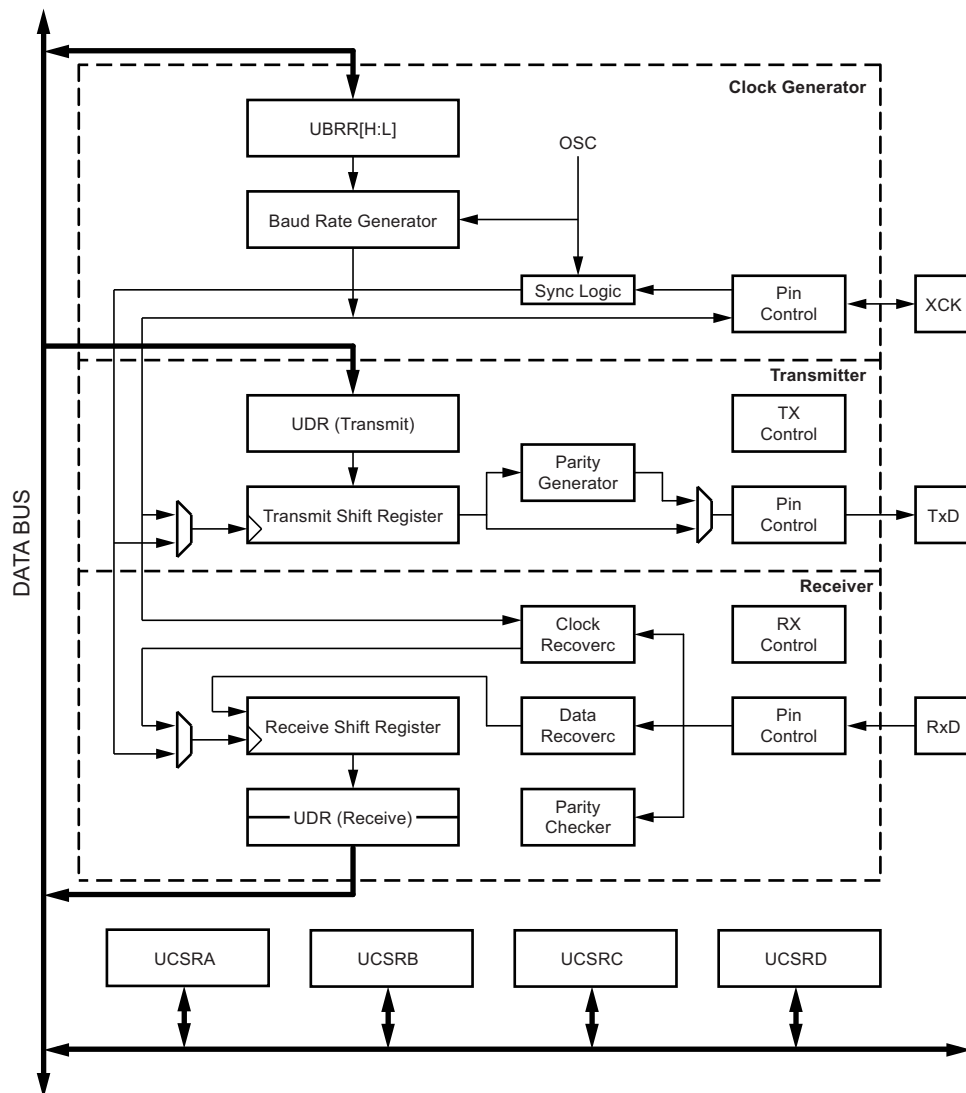 Clock Generator
UBRR[H:L]
OSC
Baud Rate Generator
Sync Logic
Pin
Control
XCK
Transmitter
UDR (Transmit)
TX
Control
Parity
Generator
Transmit Shift Register
Pin
Control
TxD
DATA BUS
Receiver
Clock
Recoverc
RX
Control
Receive Shift Register
Data
Recoverc
Pin
Control
RxD
UDR (Receive)
Parity
Checker
UCSRA
UCSRB
UCSRC
UCSRD